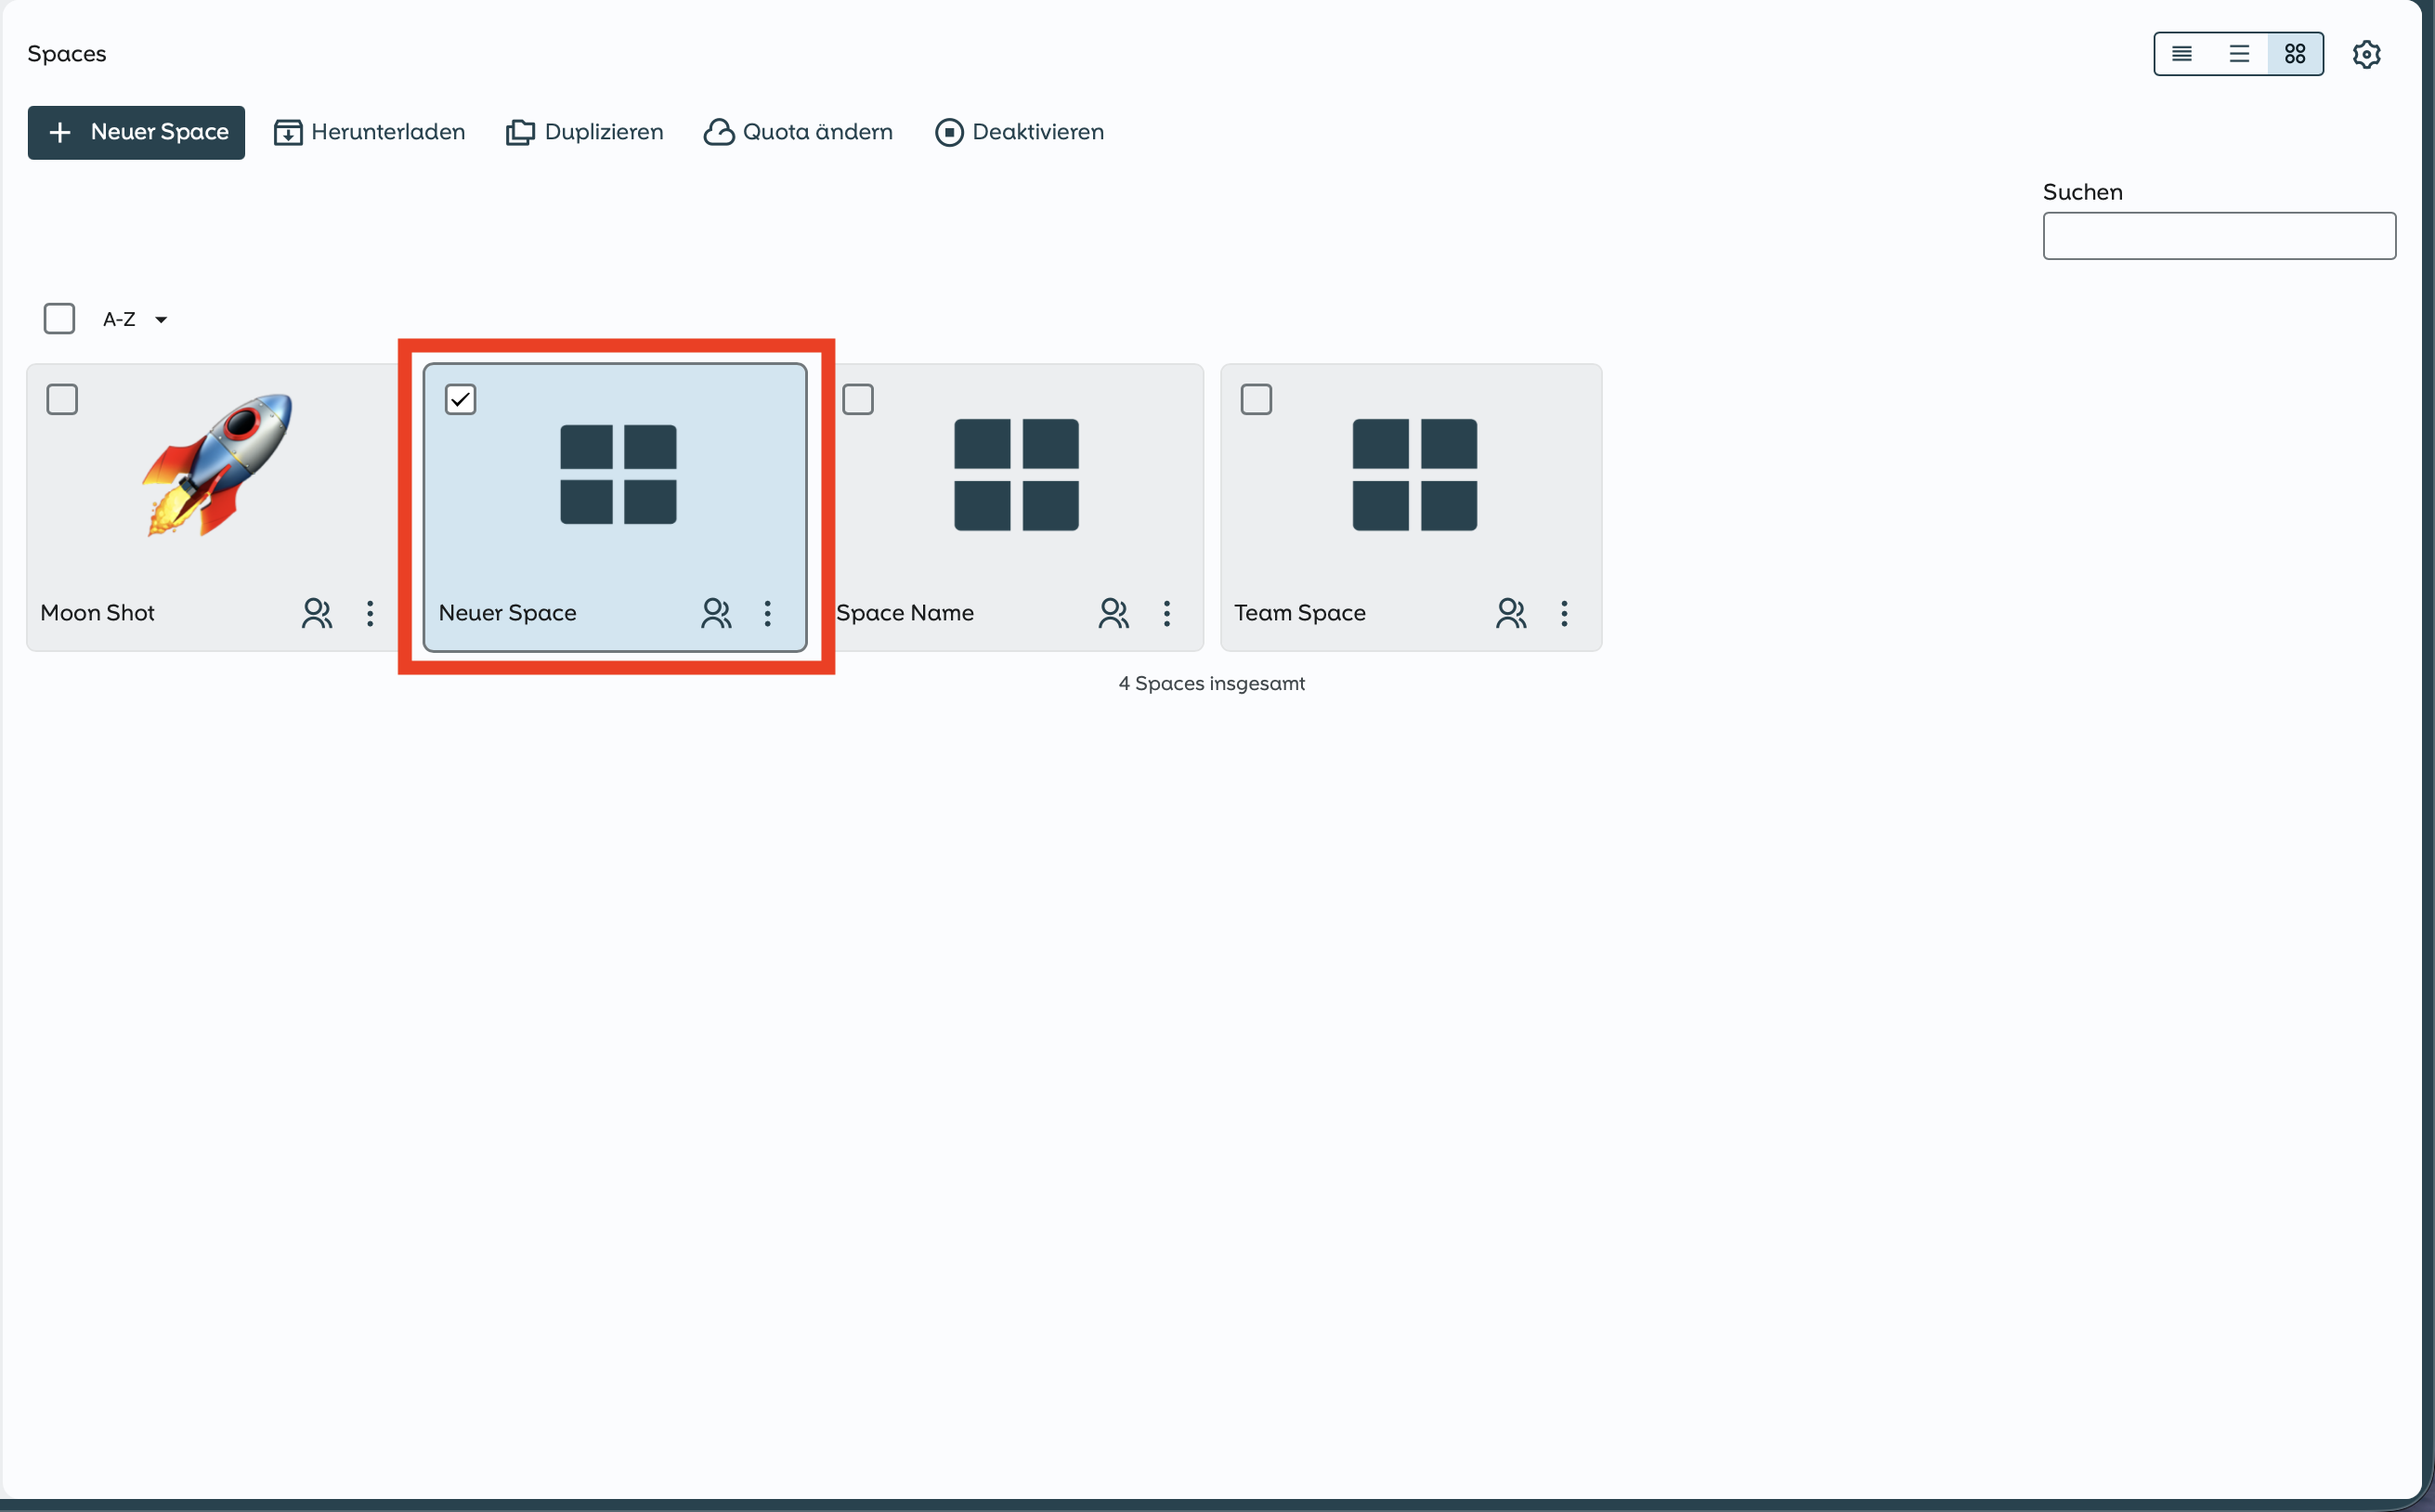 Spaces
Neuer Space Herunterladen Duplizieren Quota ändern Deaktivieren
Suchen
A-Z
Moon Shot Neuer Space Space Name Team Space
4 Spaces insgesamt